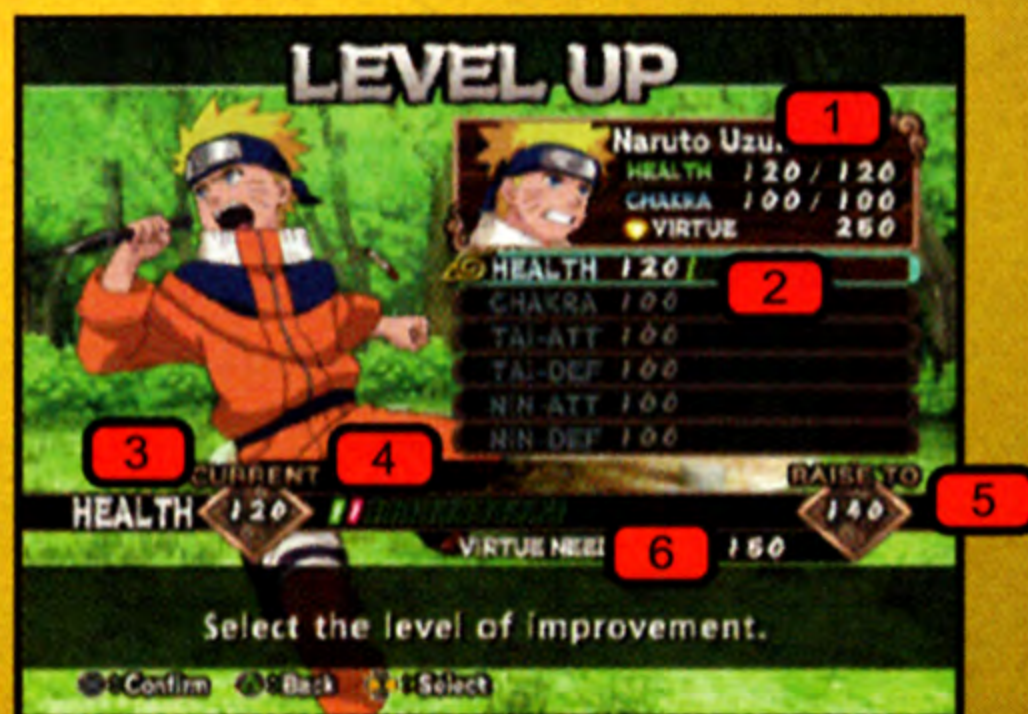 LEVEL UP
1
Naruto Uzu
HEALTH 120 / 120
CHAKRA 100 / 100
VIRTUE 250
HEALTH 120
2
CHAKRA 100
TAI-ATT 100
TAI-DEF 100
NIN-ATT 100
NIN-DEF 100
3
CURRENT
4
RAISE TO
5
HEALTH 120
140
VIRTUE NEE
6
150
Select the level of improvement.
Confirm Back Select